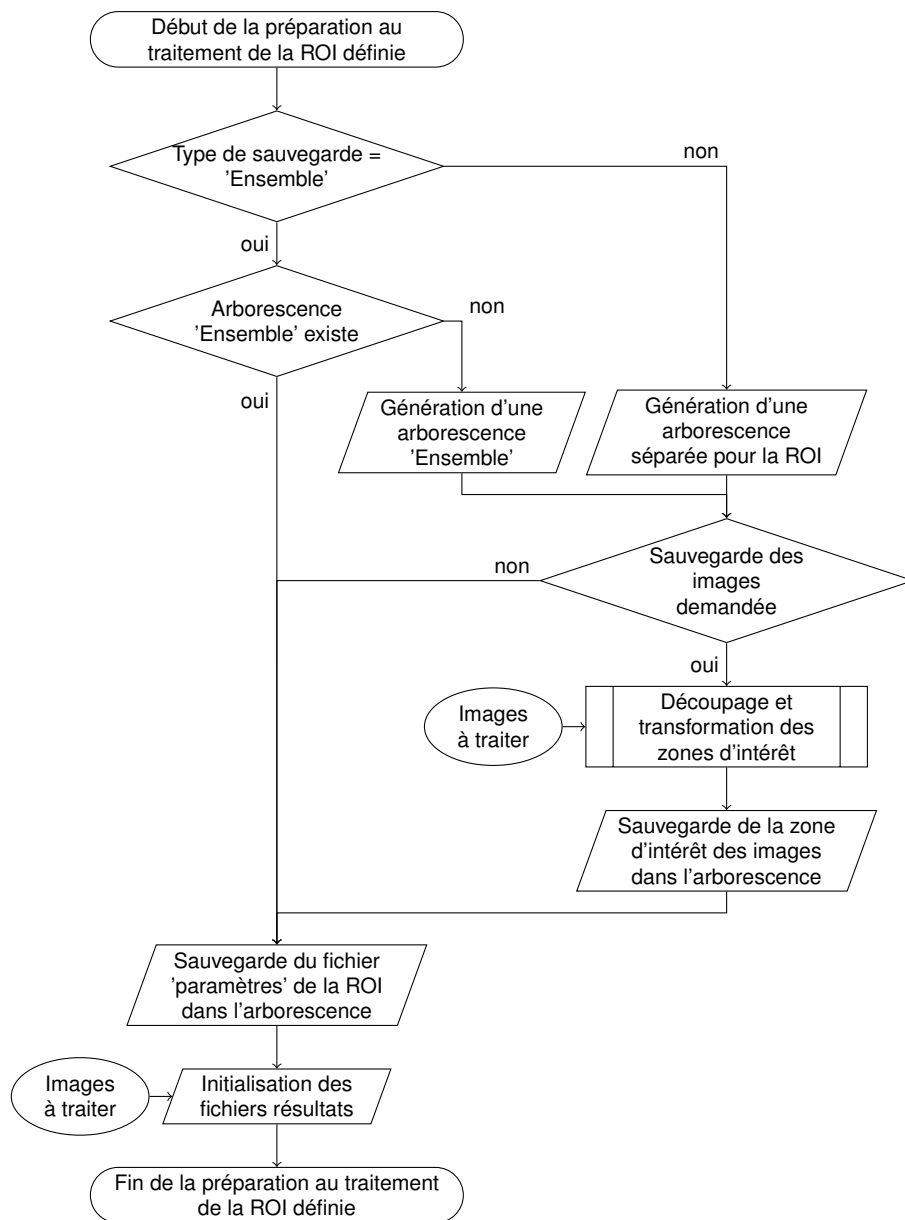 Début de la préparation au
traitement de la ROI définie
Type de sauvegarde =
’Ensemble’
non
oui
Arborescence
’Ensemble’ existe
non
oui
Génération d’une
arborescence
’Ensemble’
Génération d’une
arborescence
séparée pour la ROI
Sauvegarde des
images
demandée
non
oui
Images
à traiter
Découpage et
transformation des
zones d’intérêt
Sauvegarde de la zone
d’intérêt des images
dans l’arborescence
Sauvegarde du fichier
’paramètres’ de la ROI
dans l’arborescence
Images
à traiter
Initialisation des
fichiers résultats
Fin de la préparation au traitement
de la ROI définie